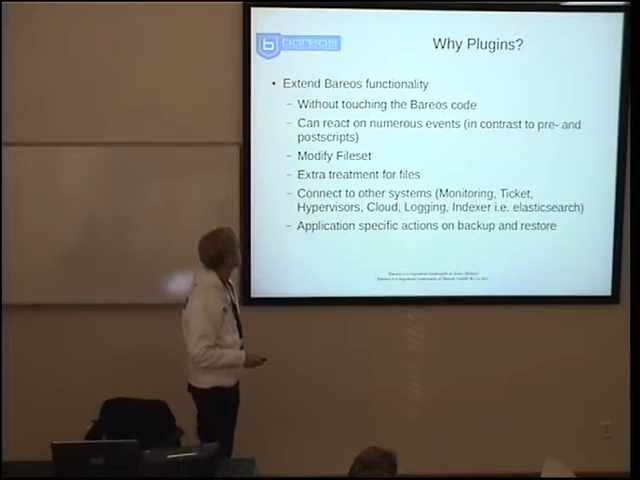 bareos
Why Plugins?
• Extend Bareos functionality
– Without touching the Bareos code
– Can react on numerous events (in contrast to pre- and
postscripts)
– Modify Fileset
– Extra treatment for files
– Connect to other systems (Monitoring, Ticket,
Hypervisors, Cloud, Logging, Indexer i.e. elasticsearch)
– Application specific actions on backup and restore